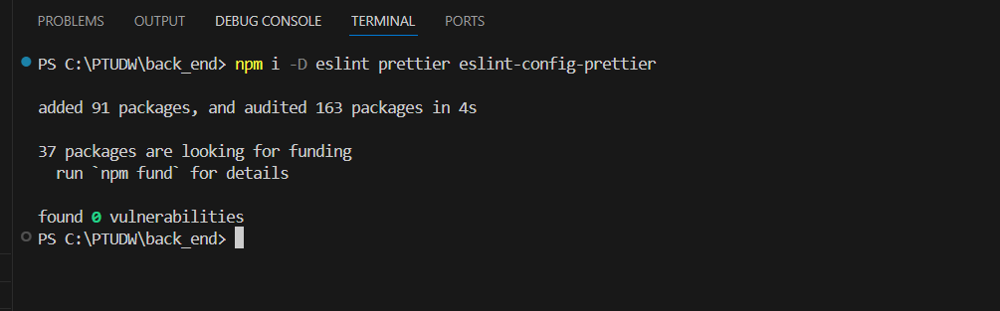 PROBLEMS OUTPUT DEBUG CONSOLE TERMINAL PORTS
PS C:\PTUDW\back_end> npm i -D eslint prettier eslint-config-prettier
added 91 packages, and audited 163 packages in 4s
37 packages are looking for funding
  run `npm fund` for details
found 0 vulnerabilities
PS C:\PTUDW\back_end>